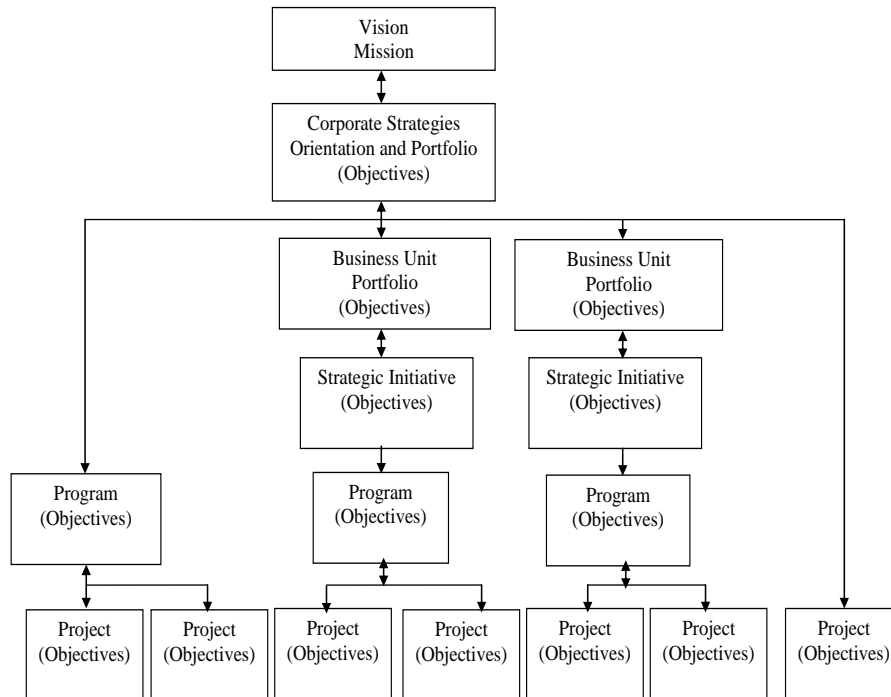 Vision
Mission
Corporate Strategies
Orientation and Portfolio
(Objectives)
Business Unit
Portfolio
(Objectives)
Business Unit
Portfolio
(Objectives)
Strategic Initiative
(Objectives)
Strategic Initiative
(Objectives)
Program
(Objectives)
Program
(Objectives)
Program
(Objectives)
Project
(Objectives)
Project
(Objectives)
Project
(Objectives)
Project
(Objectives)
Project
(Objectives)
Project
(Objectives)
Project
(Objectives)